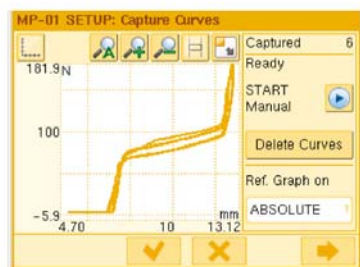 MP-01 SETUP: Capture Curves
Captured 6
Ready
START
Manual
Delete Curves
Ref. Graph on
ABSOLUTE
A
181.9 N
100
-5.9
mm
4.70 10 13.12